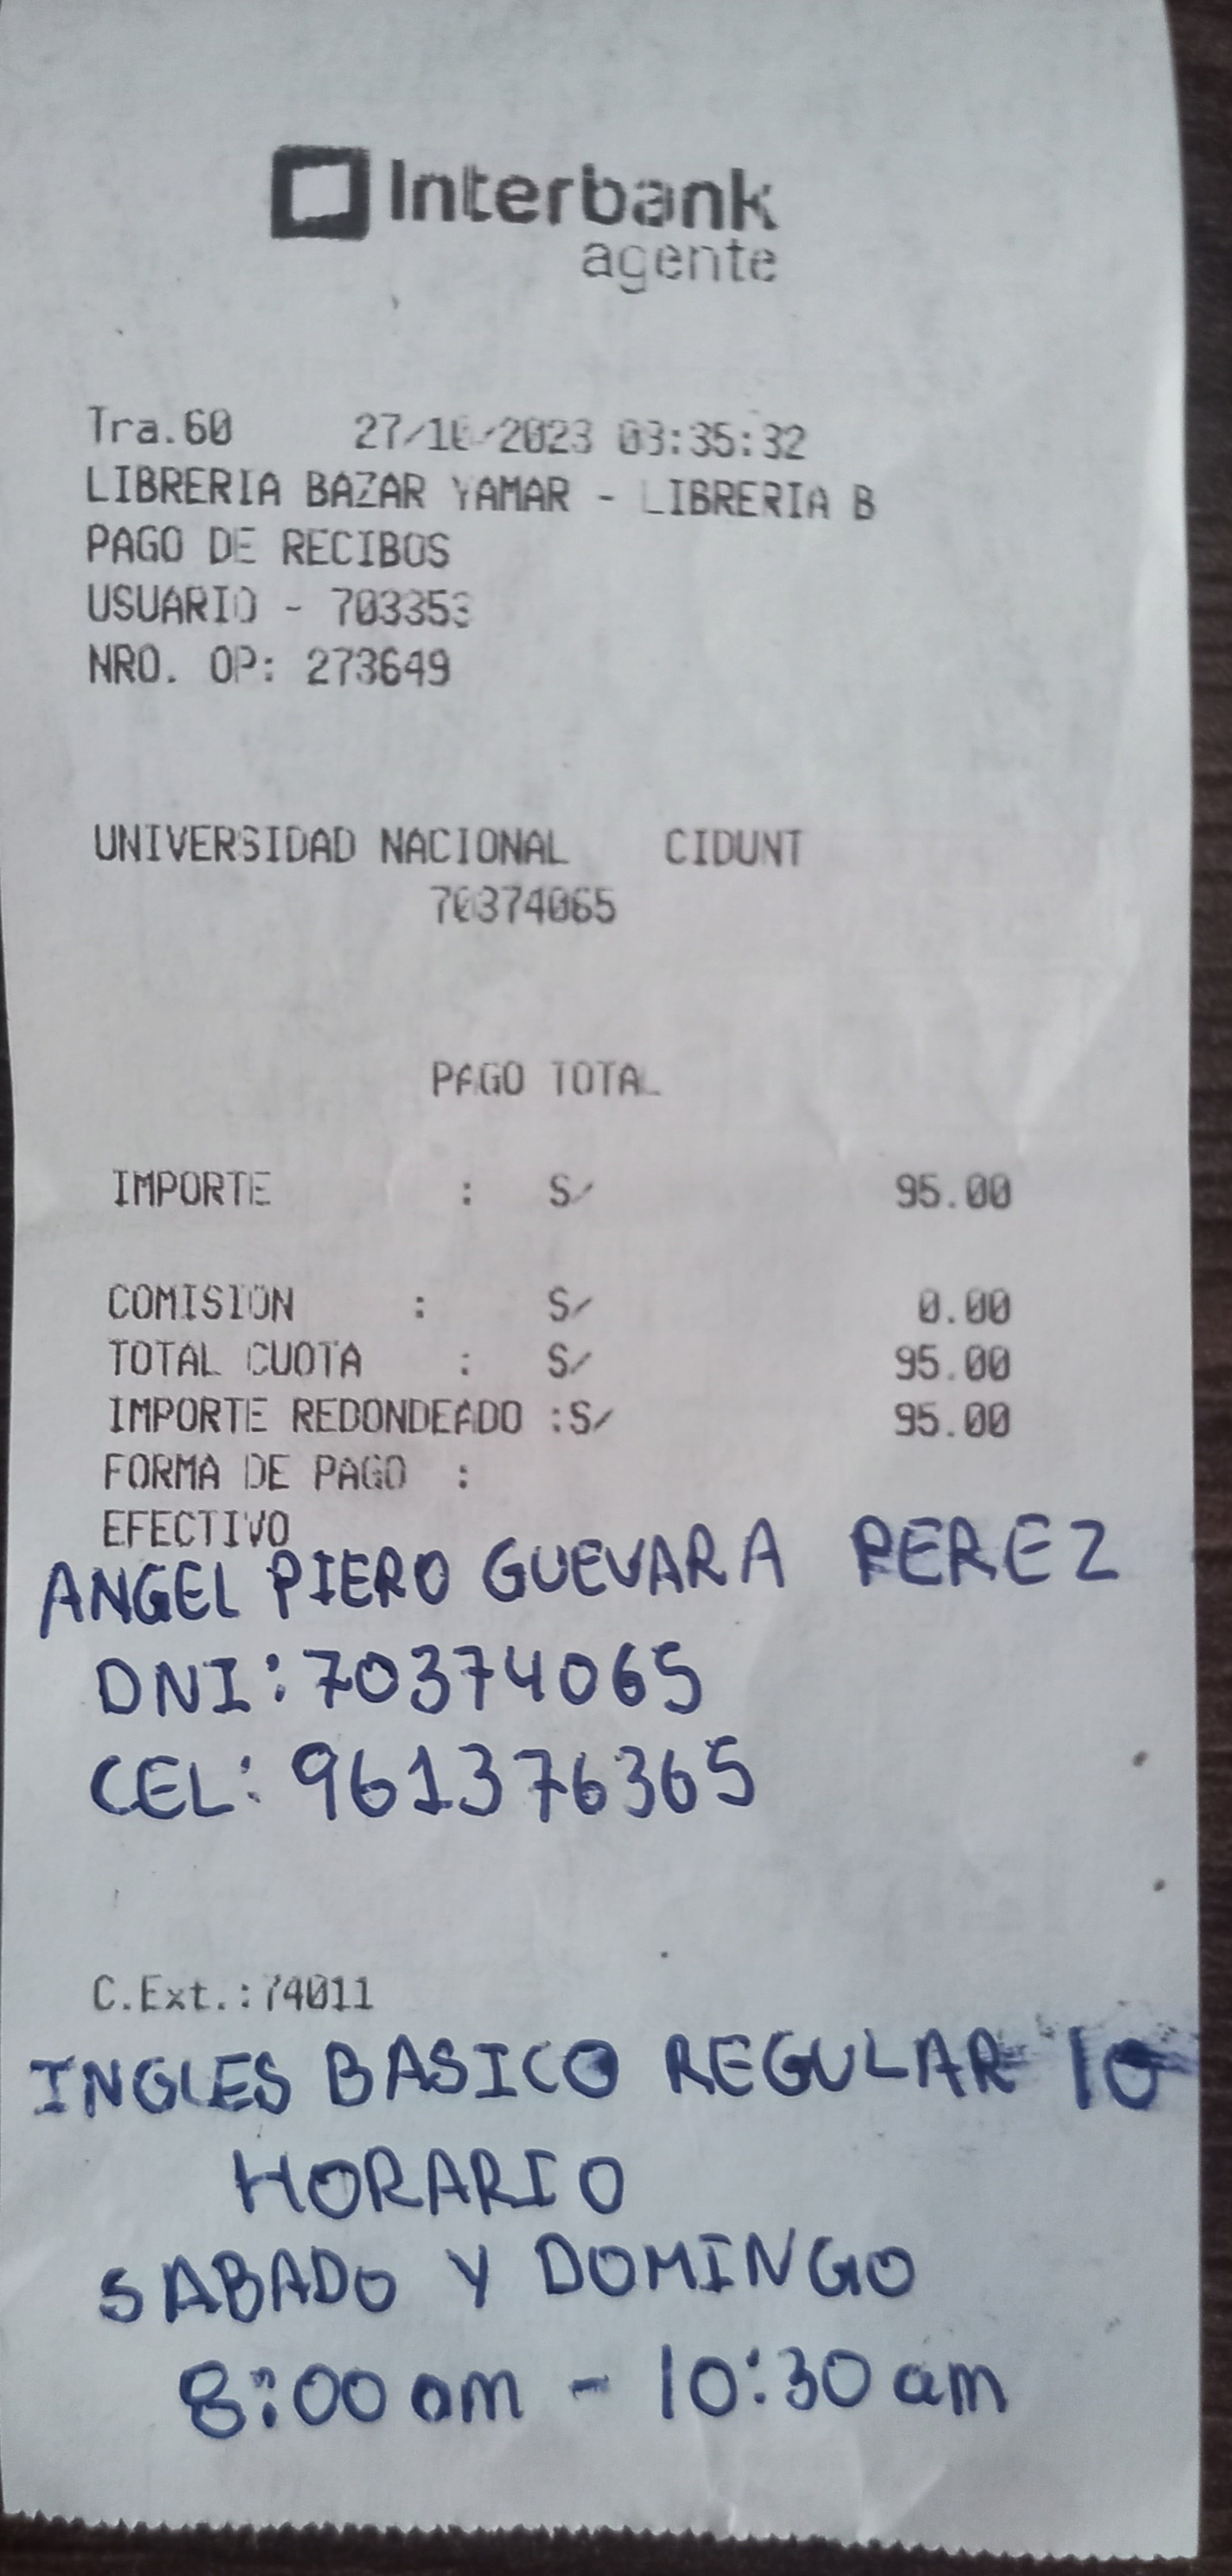 Interbank
agente
Tra.60 27/10/2023 03:35:32
LIBRERIA BAZAR YAMAR - LIBRERIA B
PAGO DE RECIBOS
USUARIO - 703353
NRO. OP: 273649
UNIVERSIDAD NACIONAL CIDUNT
70374065
PAGO TOTAL
IMPORTE : S/ 95.00
COMISION : S/ 0.00
TOTAL CUOTA : S/ 95.00
IMPORTE REDONDEADO :S/ 95.00
FORMA DE PAGO :
EFECTIVO
ANGEL PIERO GUEVARA PEREZ
DNI: 70374065
CEL: 961376365
C.Ext.:74011
INGLES BASICO REGULAR 10
HORARIO
SABADO Y DOMINGO
8:00 am - 10:30 am